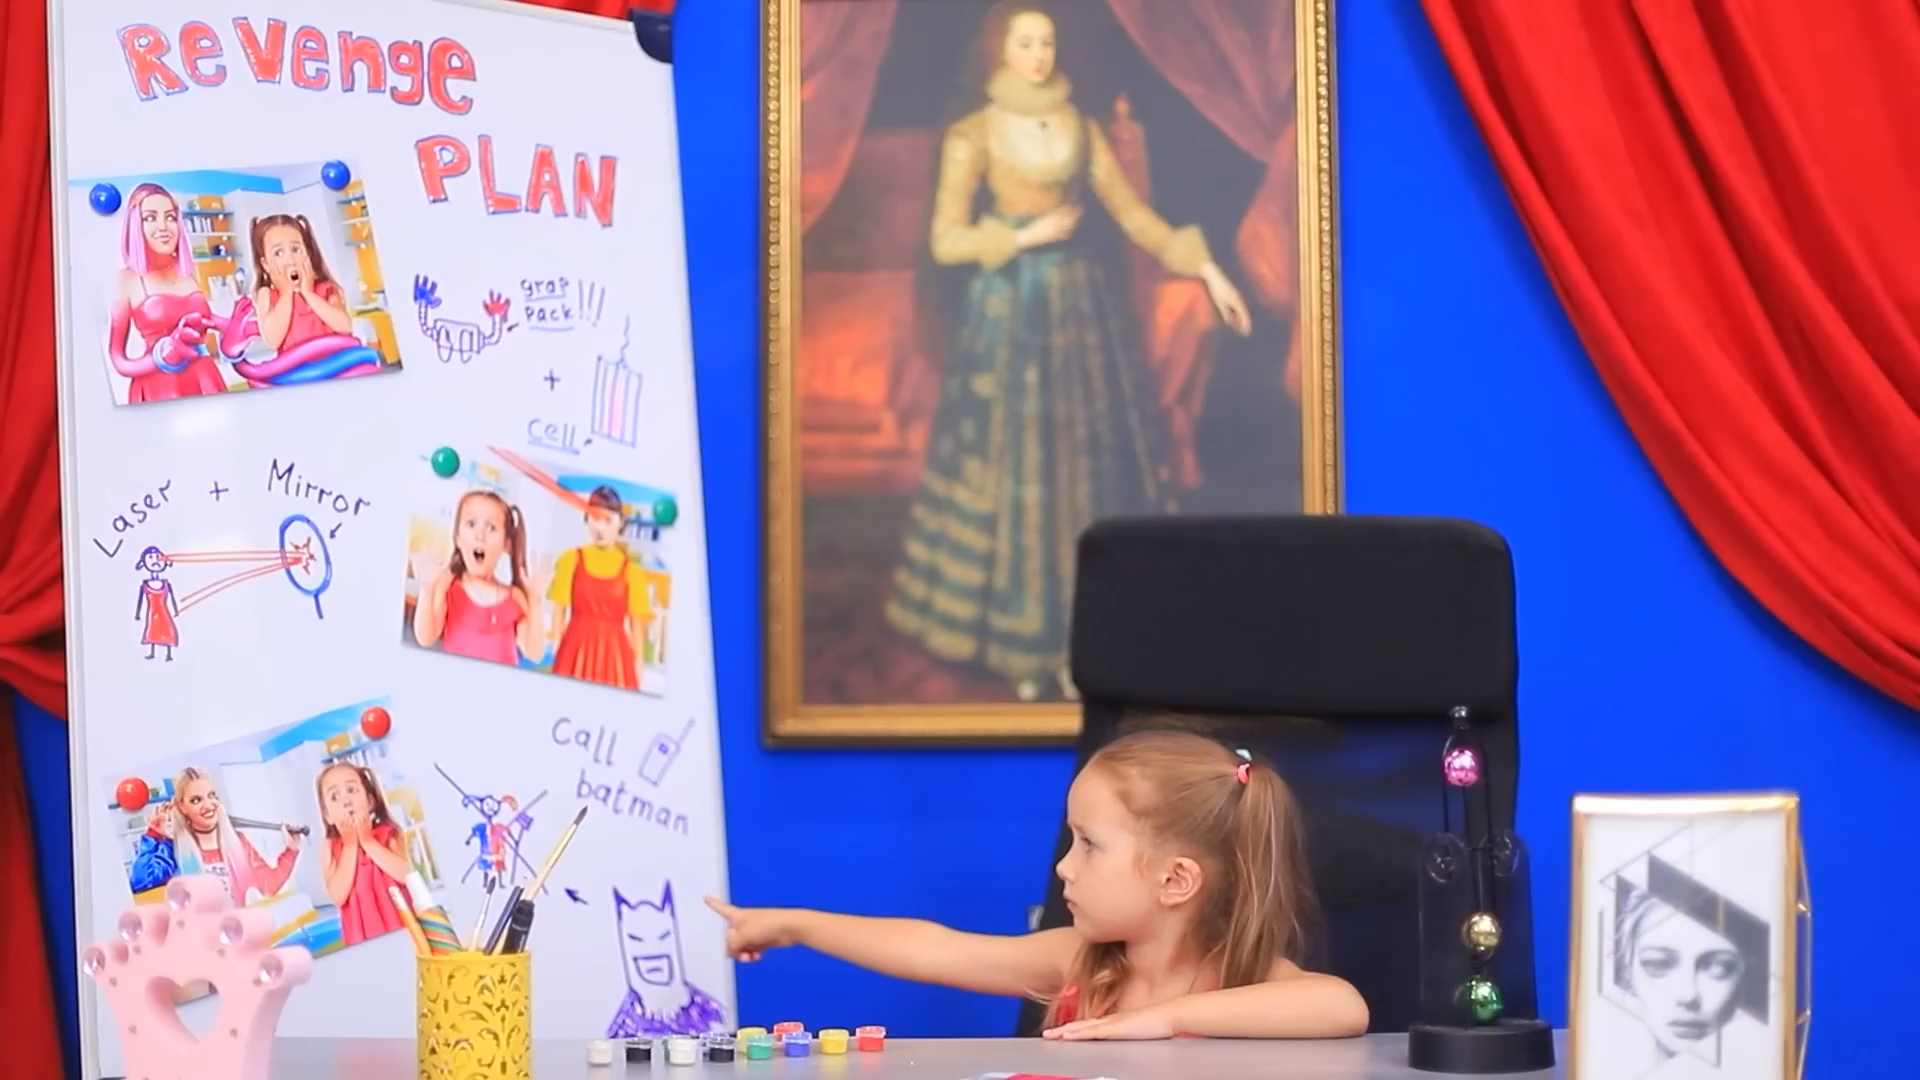 Revenge
PLAN
grap
pack!!!
+
cell
Laser + Mirror
Call
batman